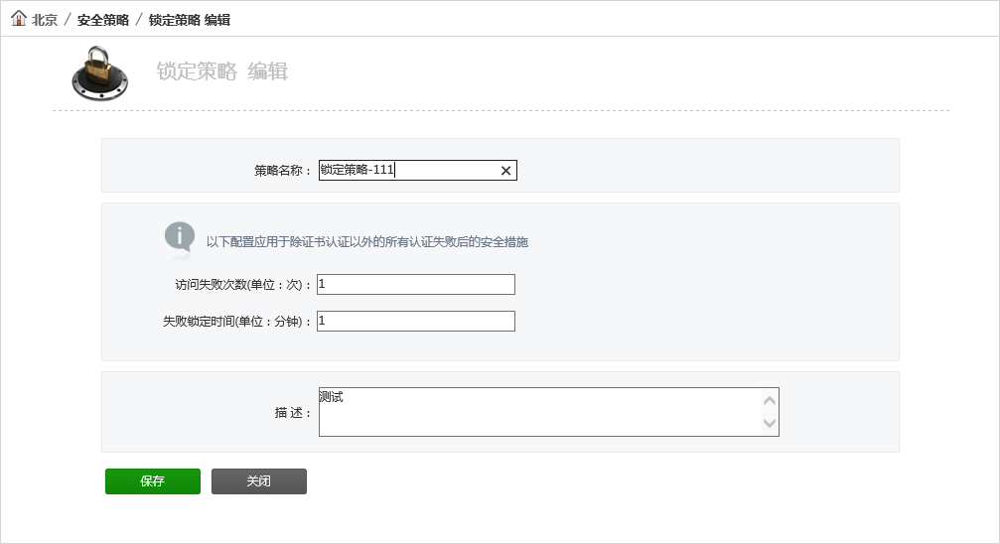 北京 / 安全策略 / 锁定策略 编辑
锁定策略 编辑
策略名称： 锁定策略-111
以下配置应用于除证书认证以外的所有认证失败后的安全措施
访问失败次数(单位：次)： 1
失败锁定时间(单位：分钟)： 1
描 述： 测试
保存 关闭